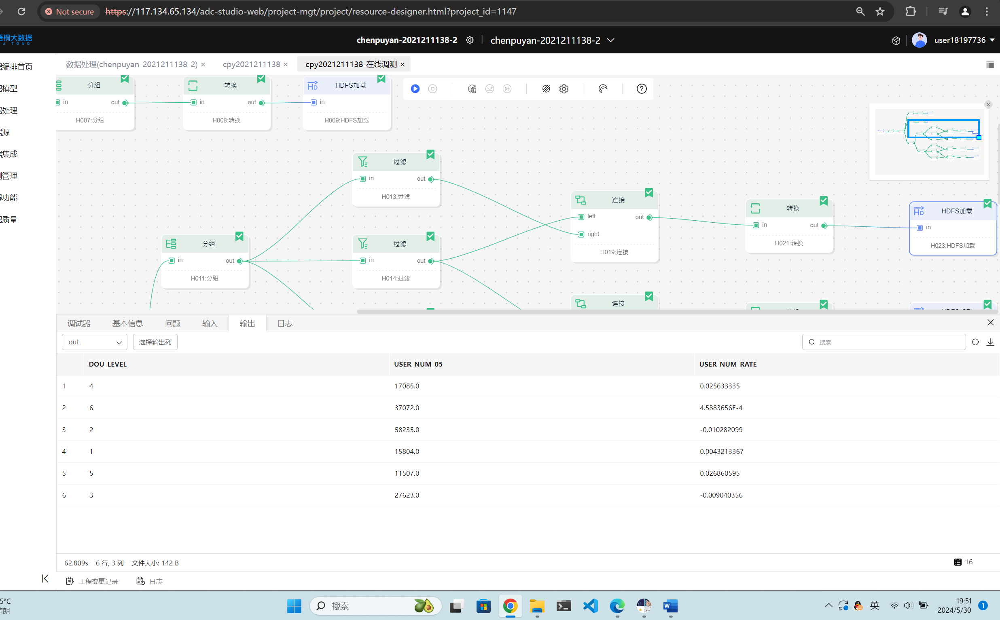 Not secure https://117.134.65.134/adc-studio-web/project-mgt/project/resource-designer.html?project_id=1147
梧桐大数据
U TONG
chenpuyan-2021211138-2
chenpuyan-2021211138-2
user18197736
编排首页
模型
处理
源
集成
管理
功能
质量
数据处理(chenpuyan-2021211138-2)
cpy2021211138
cpy2021211138-在线调测
分组
in
out
H007:分组
转换
in
out
H008:转换
HDFS加载
in
H009:HDFS加载
过滤
in
out
H013:过滤
分组
in
out
H011:分组
过滤
in
out
H014:过滤
连接
left
out
right
H019:连接
转换
in
out
H021:转换
HDFS加载
in
H023:HDFS加载
连接
调试器
基本信息
问题
输入
输出
日志
out
选择输出列
搜索
DOU_LEVEL USER_NUM_05 USER_NUM_RATE
1 4 17085.0 0.025633335
2 6 37072.0 4.5883656E-4
3 2 58235.0 -0.010282099
4 1 15804.0 0.0043213367
5 5 11507.0 0.026860595
6 3 27623.0 -0.009040356
62.809s 6 行, 3 列 文件大小: 142 B
16
工程变更记录
日志
5°C
晴朗
搜索
英
19:51
2024/5/30
1